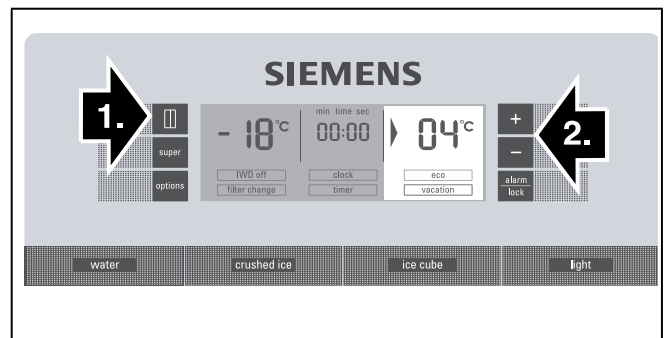 SIEMENS
1.
super
options
min time sec
- 18°C
00:00
04°C
IWD off
clock
eco
filter change
timer
vacation
+
-
2.
alarm
lock
water
crushed ice
ice cube
light